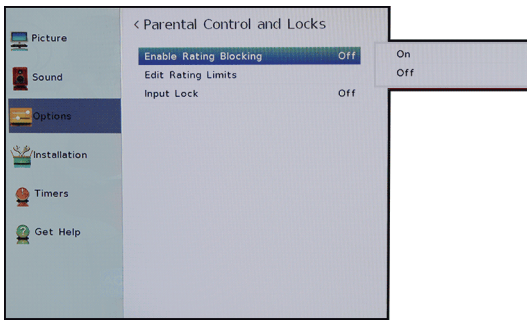 Picture
Sound
Options
Installation
Timers
Get Help
< Parental Control and Locks
Enable Rating Blocking Off
Edit Rating Limits
Input Lock Off
On
Off